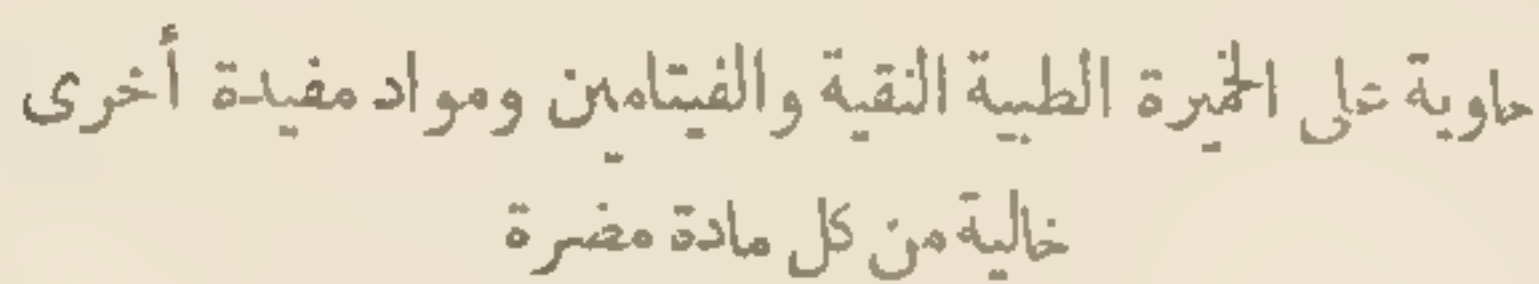 حاوية على الخميرة الطبية النقية والفيتامين ومواد مفيدة أخرى
خالية من كل مادة مضرة